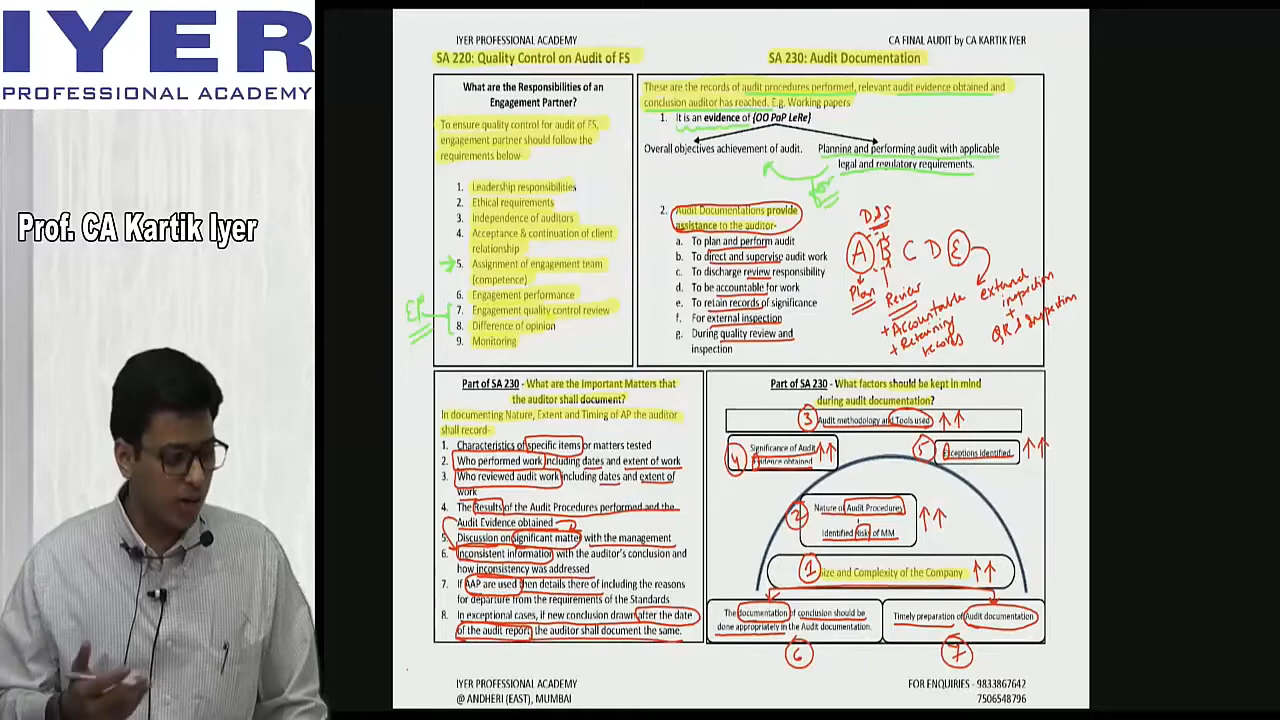 IYER
PROFESSIONAL ACADEMY
Prof. CA Kartik Iyer
IYER PROFESSIONAL ACADEMY
CA FINAL AUDIT by CA KARTIK IYER
SA 220: Quality Control on Audit of FS
SA 230: Audit Documentation
What are the Responsibilities of an
Engagement Partner?
To ensure quality control for audit of FS,
engagement partner should follow the
requirements below-
1. Leadership responsibilities
2. Ethical requirements
3. Independence of auditors
4. Acceptance & continuation of client
relationship
5. Assignment of engagement team
(competence)
6. Engagement performance
7. Engagement quality control review
8. Difference of opinion
9. Monitoring
These are the records of audit procedures performed, relevant audit evidence obtained and
conclusion auditor has reached. E.g. Working papers
1. It is an evidence of {OO PaP LeRe}
Overall objectives achievement of audit.
Planning and performing audit with applicable
legal and regulatory requirements.
for
2. Audit Documentations provide
assistance to the auditor-
a. To plan and perform audit
b. To direct and supervise audit work
c. To discharge review responsibility
d. To be accountable for work
e. To retain records of significance
f. For external inspection
g. During quality review and
inspection
D&S
A B C D E
Plan
Review
+ Accountable
+ Retaining
records
external
inspection
+
QR & Inspection
Part of SA 230 - What are the Important Matters that
the auditor shall document?
In documenting Nature, Extent and Timing of AP the auditor
shall record-
1. Characteristics of specific items or matters tested
2. Who performed work including dates and extent of work
3. Who reviewed audit work including dates and extent of
work
4. The Results of the Audit Procedures performed and the
Audit Evidence obtained
5. Discussion on significant matter with the management
6. Inconsistent information with the auditor's conclusion and
how inconsistency was addressed
7. If AAP are used then details there of including the reasons
for departure from the requirements of the Standards
8. In exceptional cases, if new conclusion drawn after the date
of the audit report the auditor shall document the same.
Part of SA 230 - What factors should be kept in mind
during audit documentation?
3 Audit methodology and Tools used
4 Significance of Audit
Evidence obtained
5 Exceptions Identified
2 Nature of Audit Procedures
Identified risk of MM
1 Size and Complexity of the Company
The documentation of conclusion should be
done appropriately in the Audit documentation.
6
Timely preparation of Audit documentation
7
IYER PROFESSIONAL ACADEMY
@ ANDHERI (EAST), MUMBAI
FOR ENQUIRIES - 9833867642
7506548796